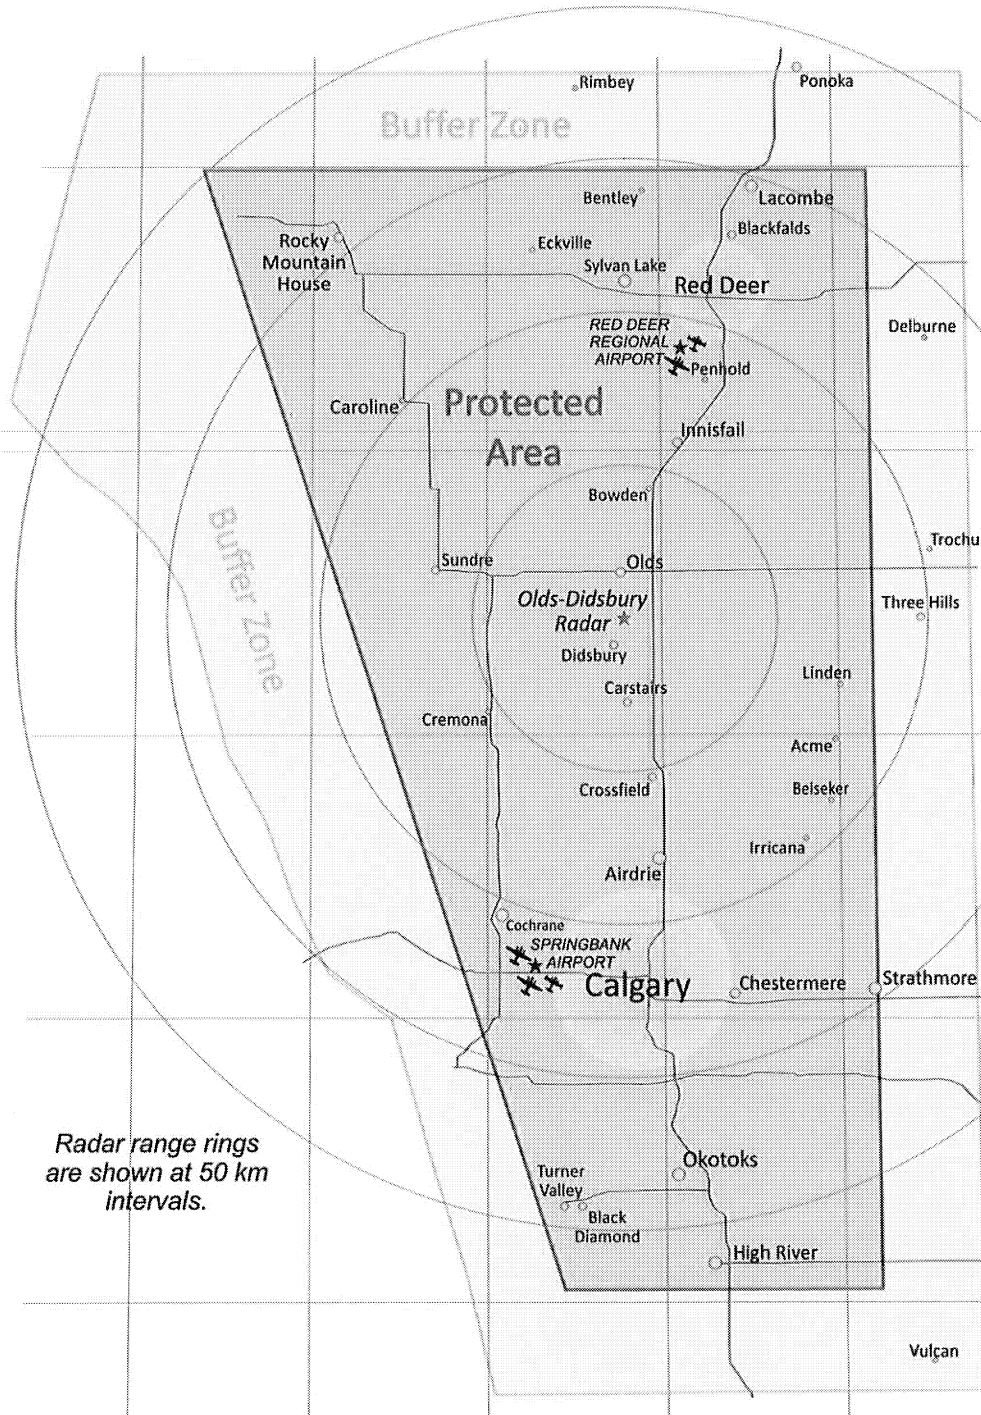 Rimbey
Ponoka
Buffer Zone
Bentley
Lacombe
Blackfalds
Rocky
Mountain
House
Eckville
Sylvan Lake
Red Deer
RED DEER
REGIONAL
AIRPORT
Delburne
Penhold
Caroline
Protected
Area
Innisfail
Bowden
Buffer Zone
Trochu
Sundre
Olds
Olds-Didsbury
Radar
Three Hills
Didsbury
Linden
Carstairs
Cremona
Acme
Crossfield
Beiseker
Irricana
Airdrie
Cochrane
SPRINGBANK
AIRPORT
Calgary
Chestermere
Strathmore
Radar range rings
are shown at 50 km
intervals.
Okotoks
Turner
Valley
Black
Diamond
High River
Vulcan